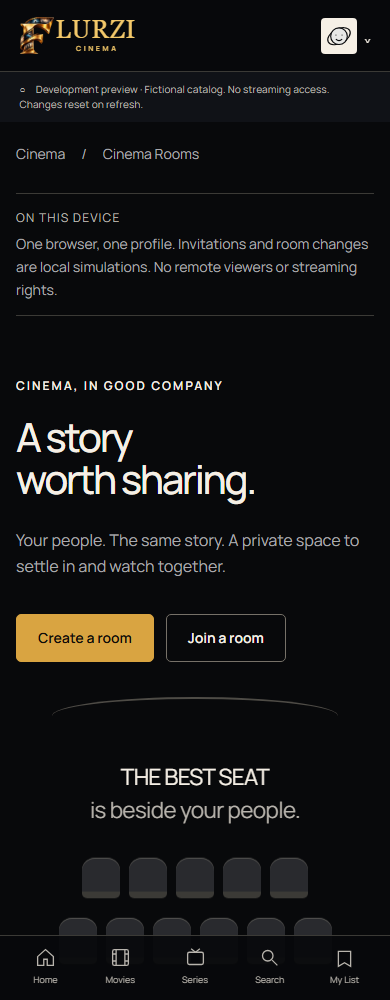 FLURZI
CINEMA
Development preview · Fictional catalog. No streaming access.
Changes reset on refresh.
Cinema / Cinema Rooms
ON THIS DEVICE
One browser, one profile. Invitations and room changes
are local simulations. No remote viewers or streaming
rights.
CINEMA, IN GOOD COMPANY
A story
worth sharing.
Your people. The same story. A private space to
settle in and watch together.
Create a room Join a room
THE BEST SEAT
is beside your people.
Home Movies Series Search My List